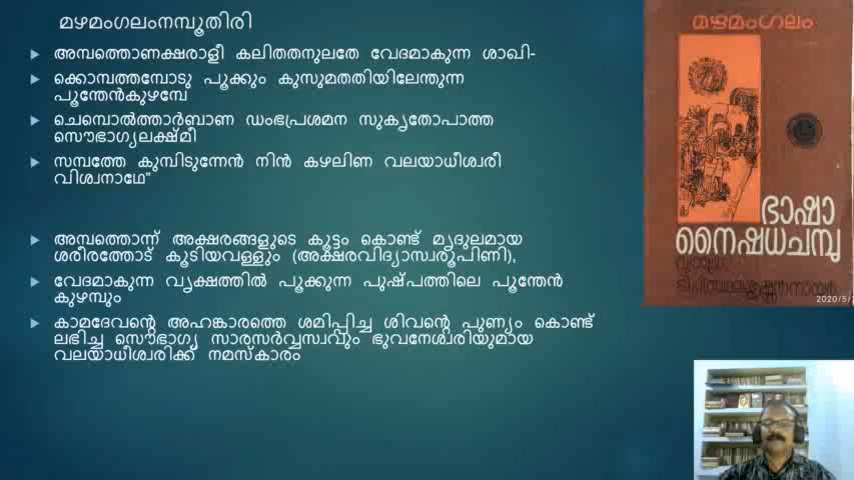 മഴമംഗലംനമ്പൂതിരി
അമ്പത്തൊണക്ഷരാളീ കലിതതനുലതേ വേദമാകുന്ന ശാഖി-
ക്കൊമ്പത്തമ്പോടു പൂക്കും കുസുമതതിയിലേന്തുന്ന
പൂന്തേൻകുഴമ്പേ
ചെമ്പൊൽത്താർബാണ ഡംഭപ്രശമന സുകൃതോപാത്ത
സൌഭാഗ്യലക്ഷ്മീ
സമ്പത്തേ കുമ്പിടുന്നേൻ നിൻ കഴലിണ വലയാധീശ്വരീ
വിശ്വനാഥേ"
അമ്പത്തൊന്ന് അക്ഷരങ്ങളുടെ കൂട്ടം കൊണ്ട് മൃദുലമായ
ശരീരത്തോട് കൂടിയവള്ളും (അക്ഷരവിദ്യാസ്വരൂപിണി),
വേദമാകുന്ന വൃക്ഷത്തിൽ പൂക്കുന്ന പുഷ്പത്തിലെ പൂന്തേൻ
കുഴമ്പും
കാമദേവന്റെ അഹങ്കാരത്തെ ശമിപ്പിച്ച ശിവന്റെ പുണ്യം കൊണ്ട്
ലഭിച്ച സൌഭാഗ്യ സാരസർവ്വസ്വവും ഭുവനേശ്വരിയുമായ
വലയാധീശ്വരിക്ക് നമസ്കാരം
മഴമംഗലം
ഭാഷാ
നൈഷധചമ്പു
2020/5/